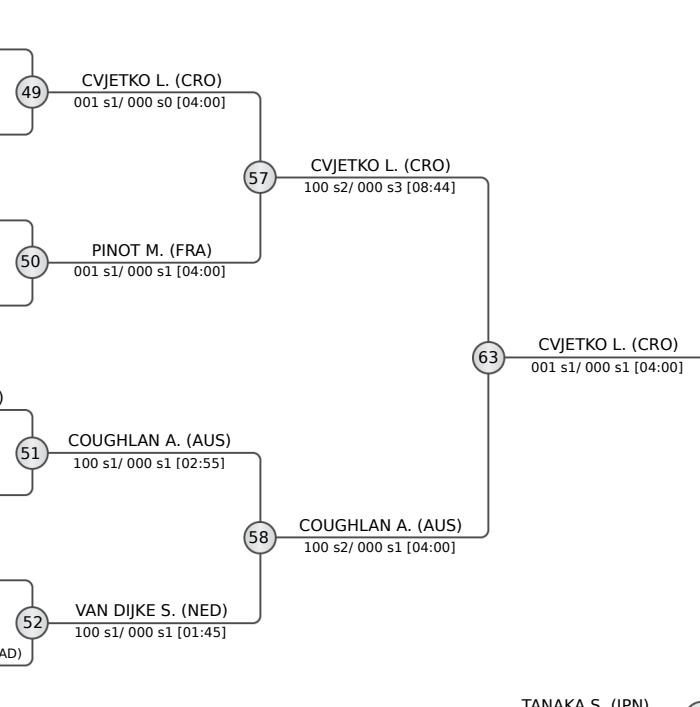 CVJETKO L. (CRO)
49
001 s1/ 000 s0 [04:00]
CVJETKO L. (CRO)
57
100 s2/ 000 s3 [08:44]
PINOT M. (FRA)
50
001 s1/ 000 s1 [04:00]
CVJETKO L. (CRO)
63
001 s1/ 000 s1 [04:00]
)
COUGHLAN A. (AUS)
51
100 s1/ 000 s1 [02:55]
COUGHLAN A. (AUS)
58
100 s2/ 000 s1 [04:00]
VAN DIJKE S. (NED)
52
100 s1/ 000 s1 [01:45]
AD)
TANAKA S. (JPN)